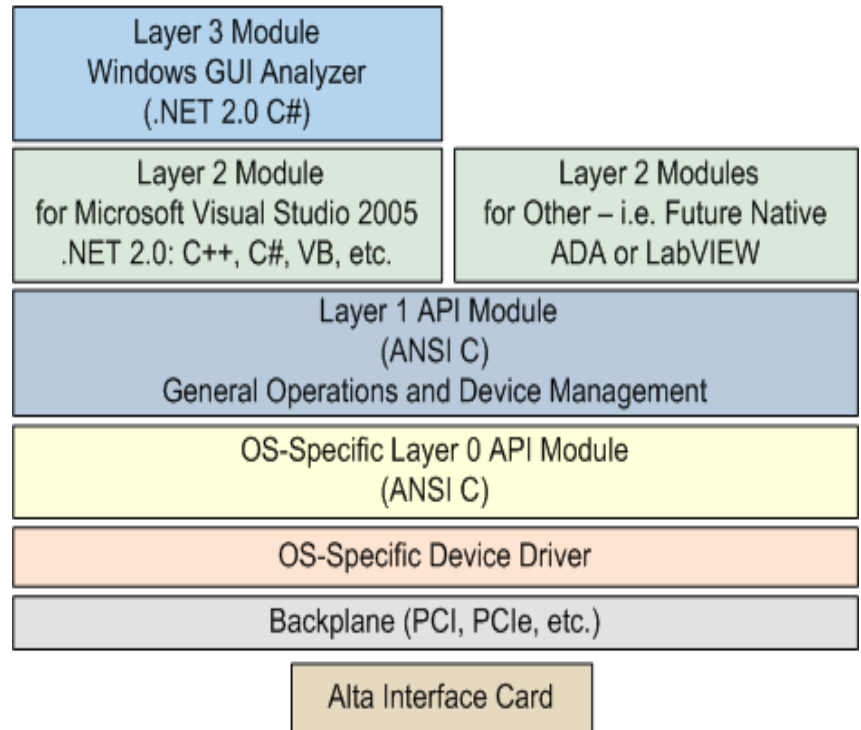 Layer 3 Module
Windows GUI Analyzer
(.NET 2.0 C#)
Layer 2 Module
for Microsoft Visual Studio 2005
.NET 2.0: C++, C#, VB, etc.
Layer 2 Modules
for Other – i.e. Future Native
ADA or LabVIEW
Layer 1 API Module
(ANSI C)
General Operations and Device Management
OS-Specific Layer 0 API Module
(ANSI C)
OS-Specific Device Driver
Backplane (PCI, PCIe, etc.)
Alta Interface Card